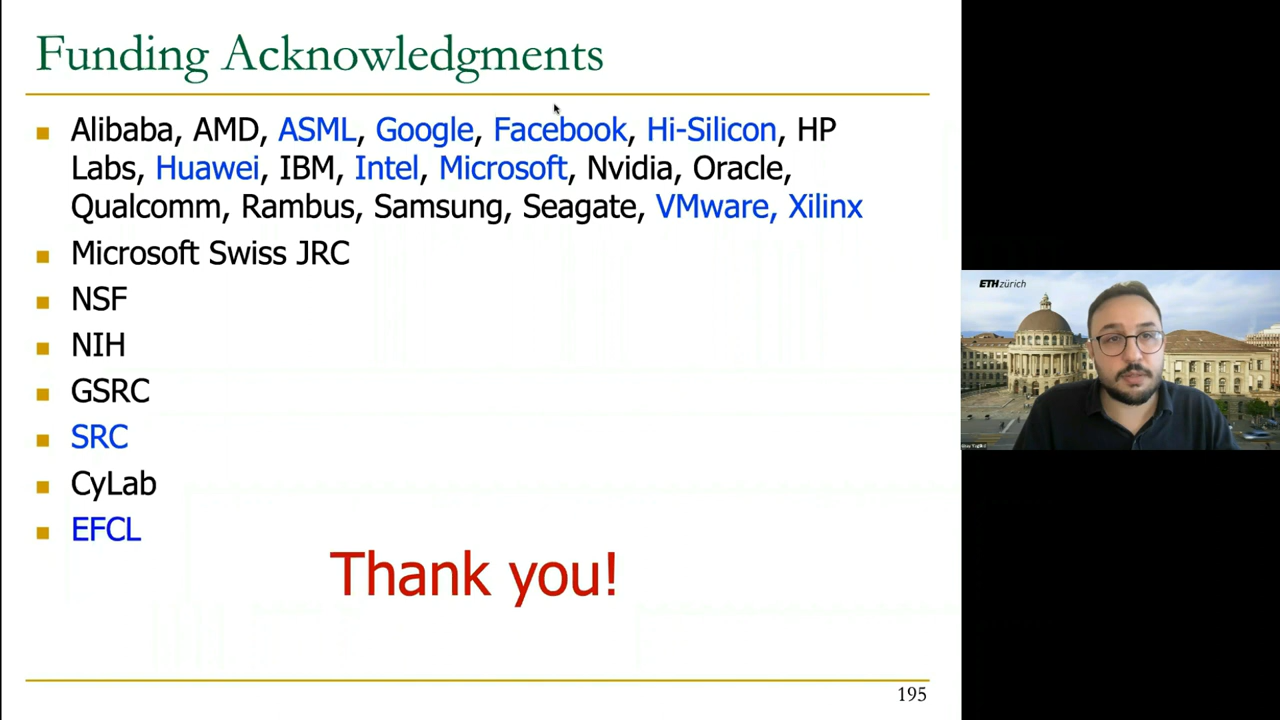 Funding Acknowledgments
Alibaba, AMD, ASML, Google, Facebook, Hi-Silicon, HP
Labs, Huawei, IBM, Intel, Microsoft, Nvidia, Oracle,
Qualcomm, Rambus, Samsung, Seagate, VMware, Xilinx
Microsoft Swiss JRC
NSF
NIH
GSRC
SRC
CyLab
EFCL
Thank you!
195
ETH zürich